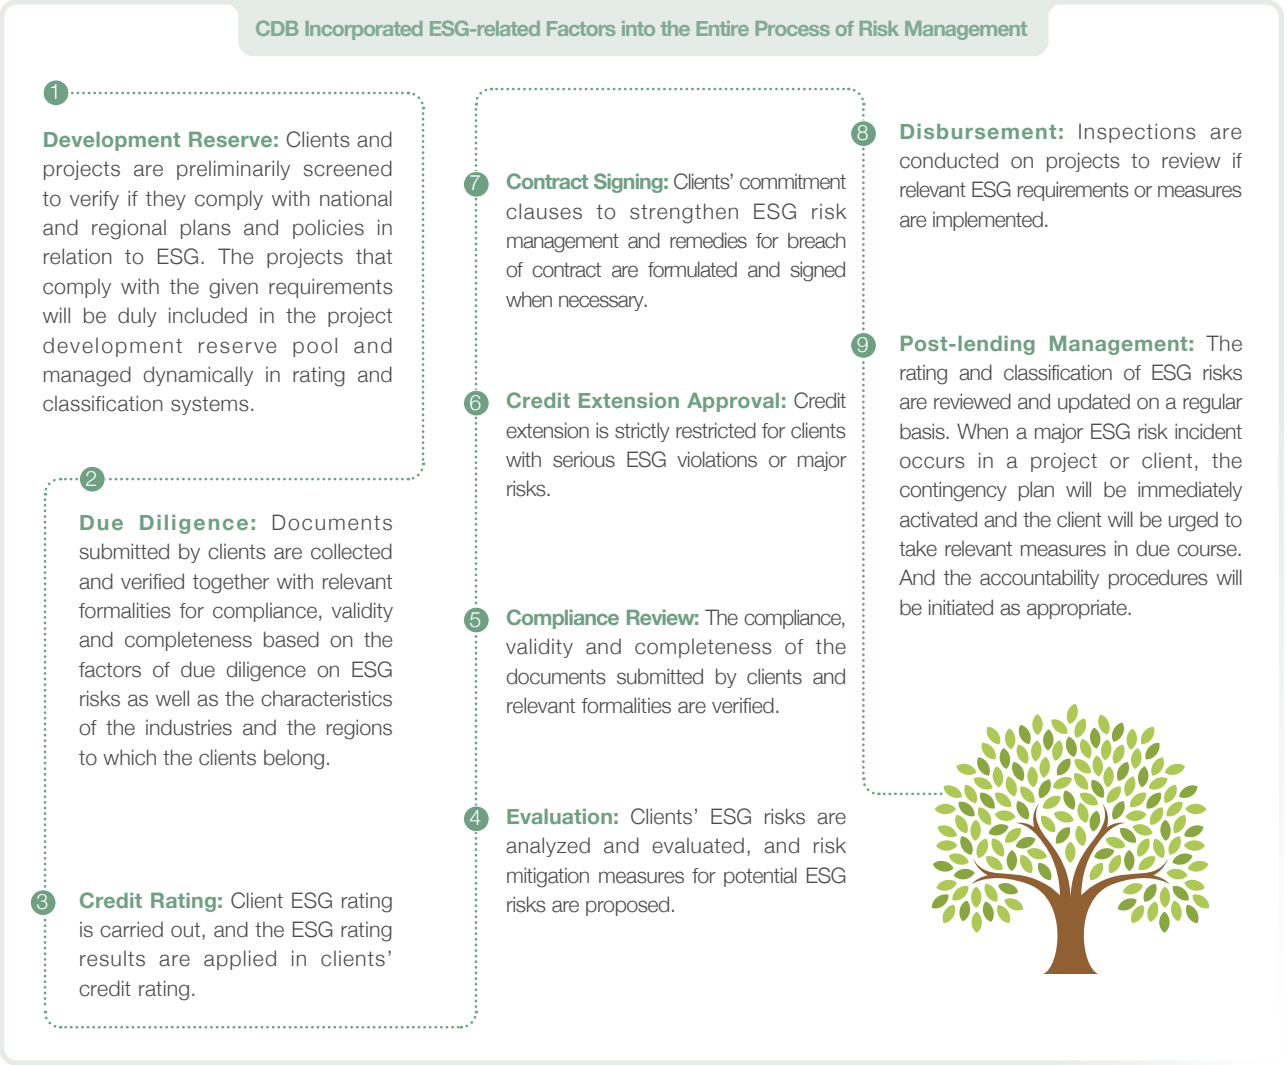 CDB Incorporated ESG-related Factors into the Entire Process of Risk Management
1
Development Reserve: Clients and
projects are preliminarily screened
to verify if they comply with national
and regional plans and policies in
relation to ESG. The projects that
comply with the given requirements
will be duly included in the project
development reserve pool and
managed dynamically in rating and
classification systems.
2
Due Diligence: Documents
submitted by clients are collected
and verified together with relevant
formalities for compliance, validity
and completeness based on the
factors of due diligence on ESG
risks as well as the characteristics
of the industries and the regions
to which the clients belong.
3
Credit Rating: Client ESG rating
is carried out, and the ESG rating
results are applied in clients’
credit rating.
4
Evaluation: Clients’ ESG risks are
analyzed and evaluated, and risk
mitigation measures for potential ESG
risks are proposed.
5
Compliance Review: The compliance,
validity and completeness of the
documents submitted by clients and
relevant formalities are verified.
6
Credit Extension Approval: Credit
extension is strictly restricted for clients
with serious ESG violations or major
risks.
7
Contract Signing: Clients’ commitment
clauses to strengthen ESG risk
management and remedies for breach
of contract are formulated and signed
when necessary.
8
Disbursement: Inspections are
conducted on projects to review if
relevant ESG requirements or measures
are implemented.
9
Post-lending Management: The
rating and classification of ESG risks
are reviewed and updated on a regular
basis. When a major ESG risk incident
occurs in a project or client, the
contingency plan will be immediately
activated and the client will be urged to
take relevant measures in due course.
And the accountability procedures will
be initiated as appropriate.